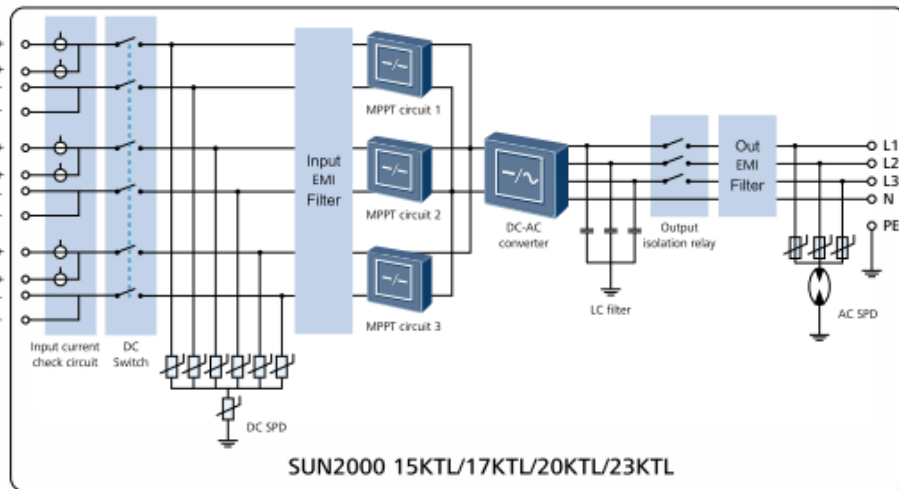 MPPT circuit 1
Input
EMI
Filter
MPPT circuit 2
MPPT circuit 3
DC-AC
converter
Output
isolation relay
Out
EMI
Filter
L1
L2
L3
N
PE
LC filter
AC SPD
Input current
check circuit
DC
Switch
DC SPD
SUN2000 15KTL/17KTL/20KTL/23KTL